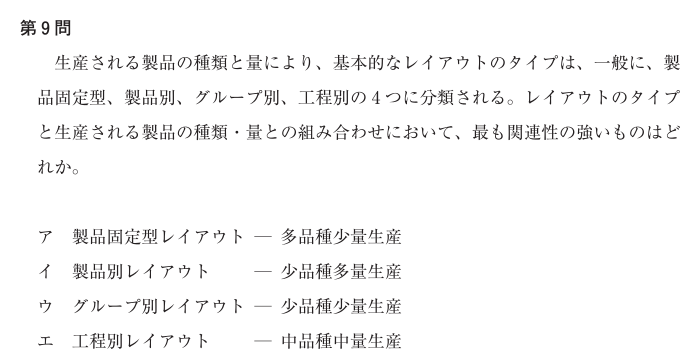 第9問
生産される製品の種類と量により、基本的なレイアウトのタイプは、一般に、製
品固定型、製品別、グループ別、工程別の4つに分類される。レイアウトのタイプ
と生産される製品の種類・量との組み合わせにおいて、最も関連性の強いものはど
れか。
ア 製品固定型レイアウト ― 多品種少量生産
イ 製品別レイアウト ― 少品種多量生産
ウ グループ別レイアウト ― 少品種少量生産
エ 工程別レイアウト ― 中品種中量生産